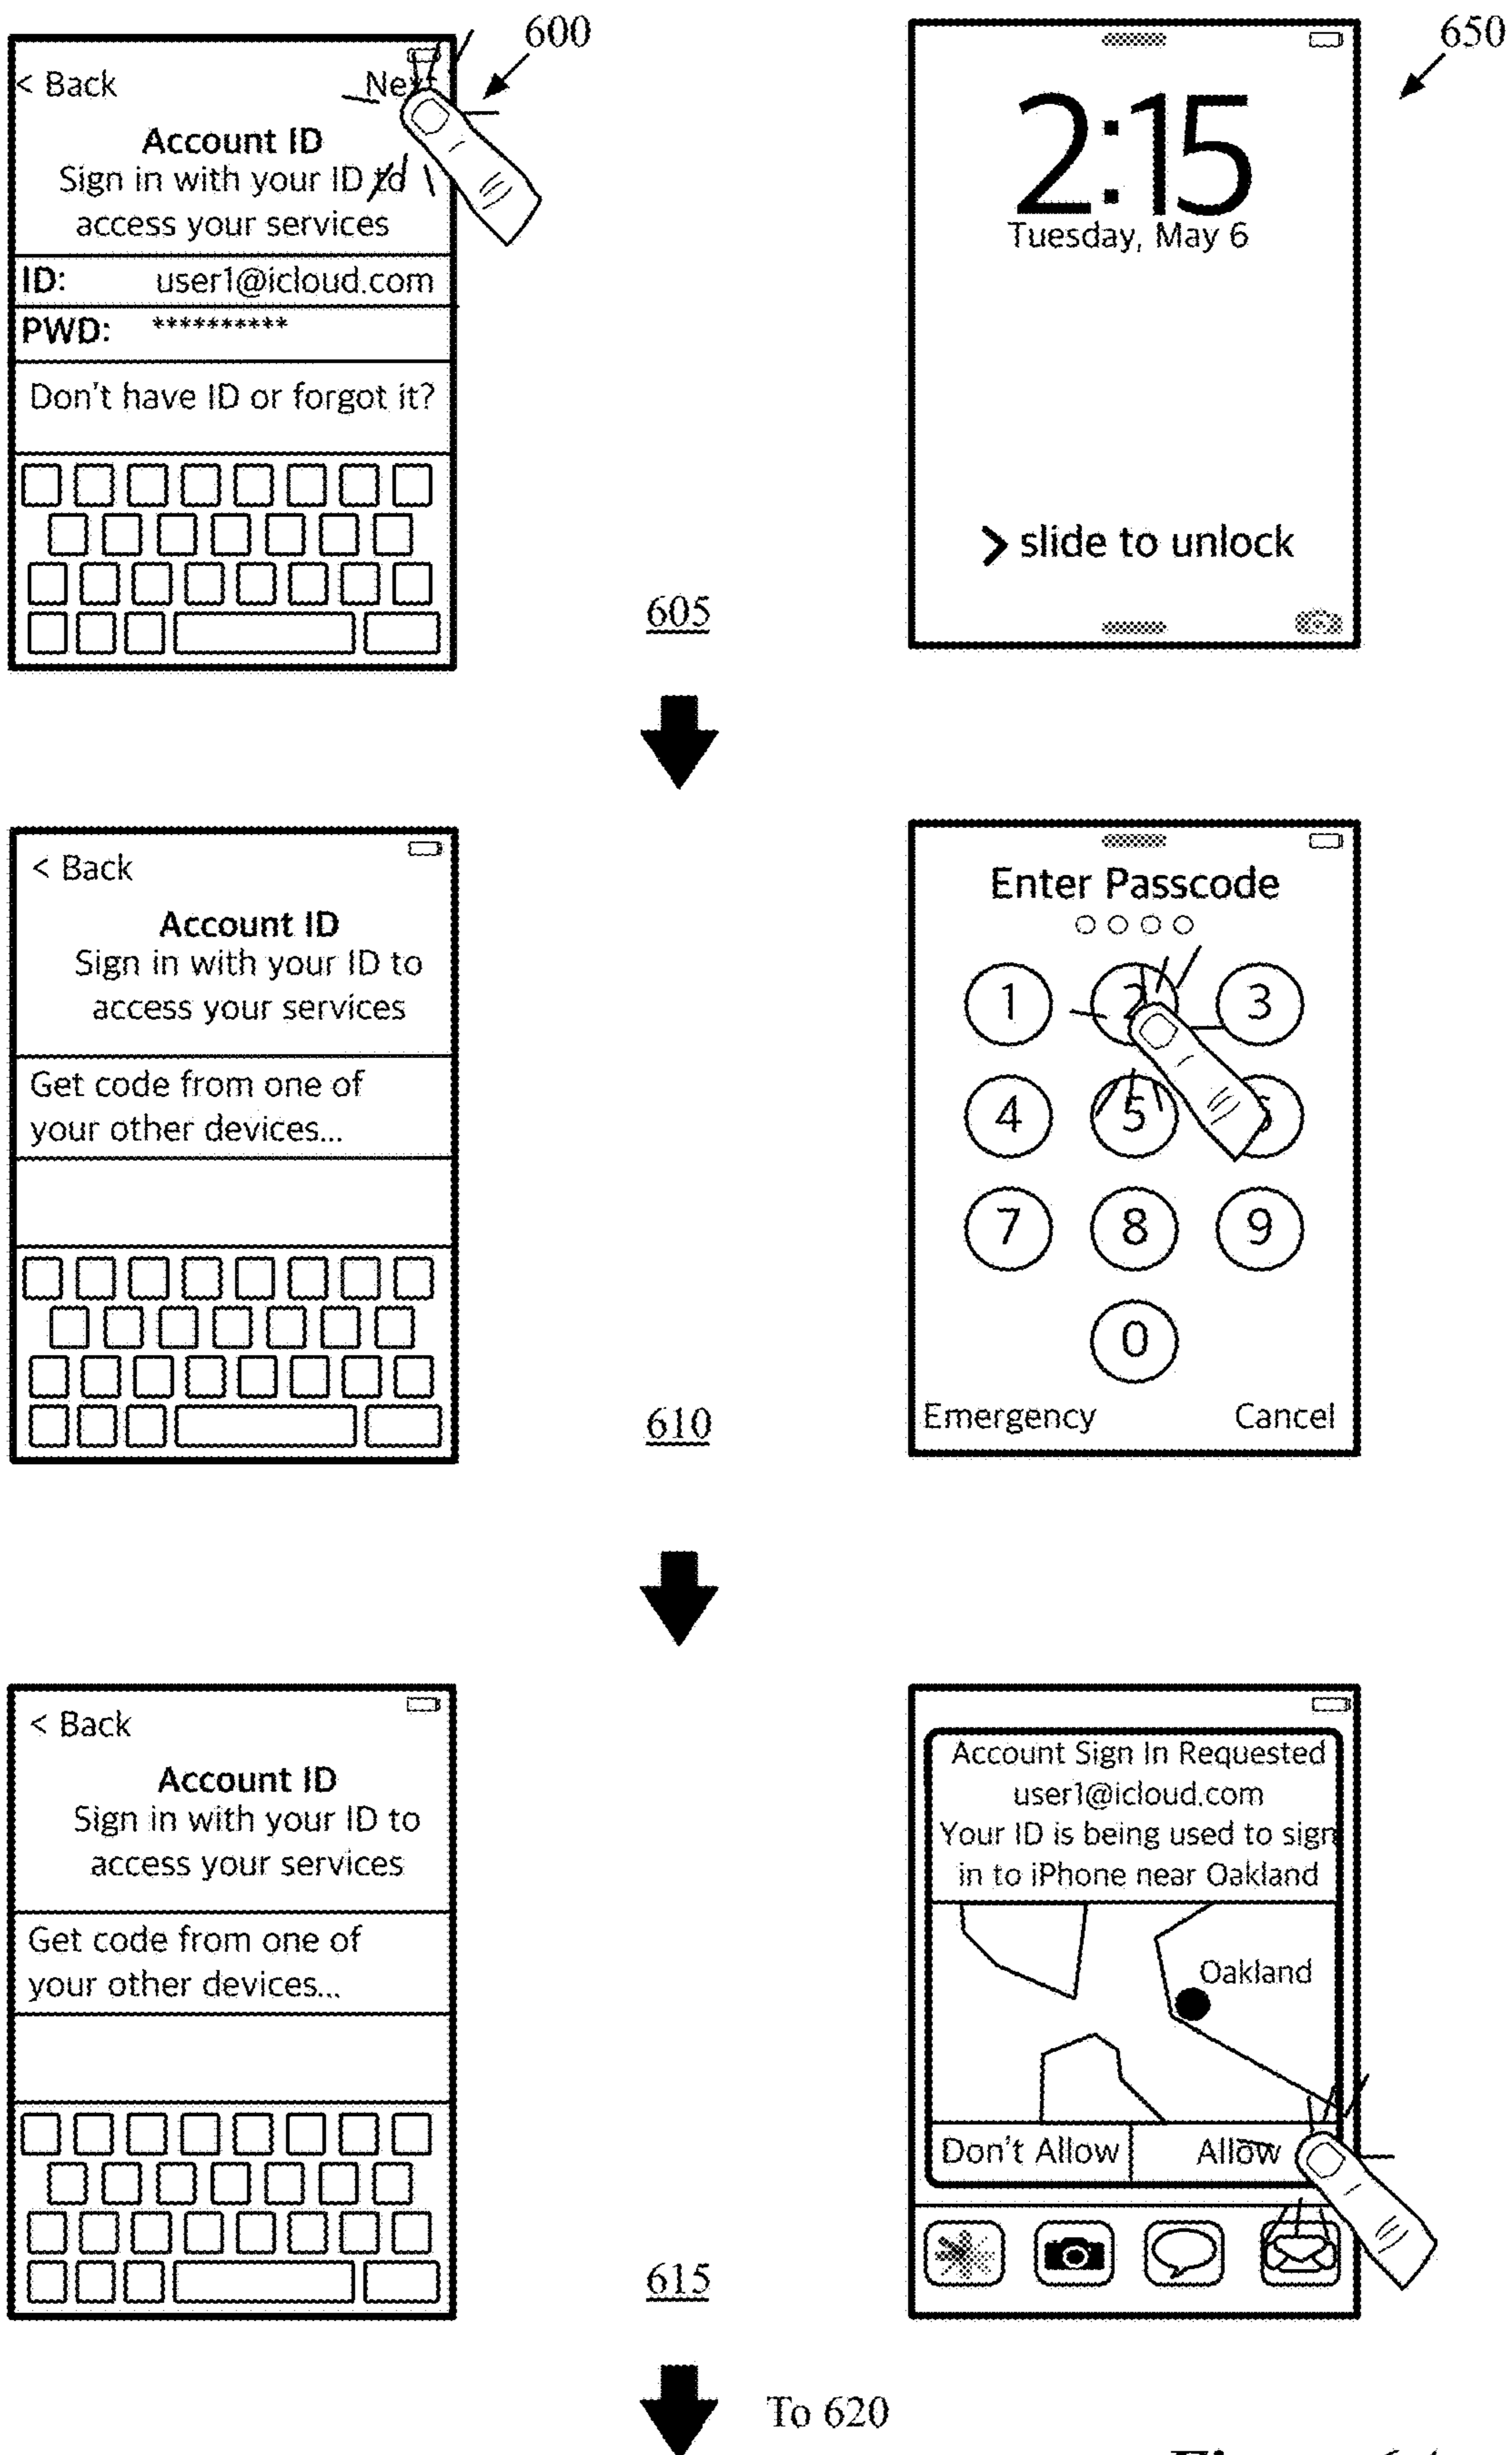 600
650
< Back
Next
Account ID
Sign in with your ID to
access your services
ID: user1@icloud.com
PWD: **********
Don't have ID or forgot it?
2:15
Tuesday, May 6
> slide to unlock
605
< Back
Account ID
Sign in with your ID to
access your services
Get code from one of
your other devices...
Enter Passcode
1 2 3
4 5 6
7 8 9
0
Emergency Cancel
610
< Back
Account ID
Sign in with your ID to
access your services
Get code from one of
your other devices...
Account Sign In Requested
user1@icloud.com
Your ID is being used to sign
in to iPhone near Oakland
Oakland
Don't Allow Allow
615
To 620